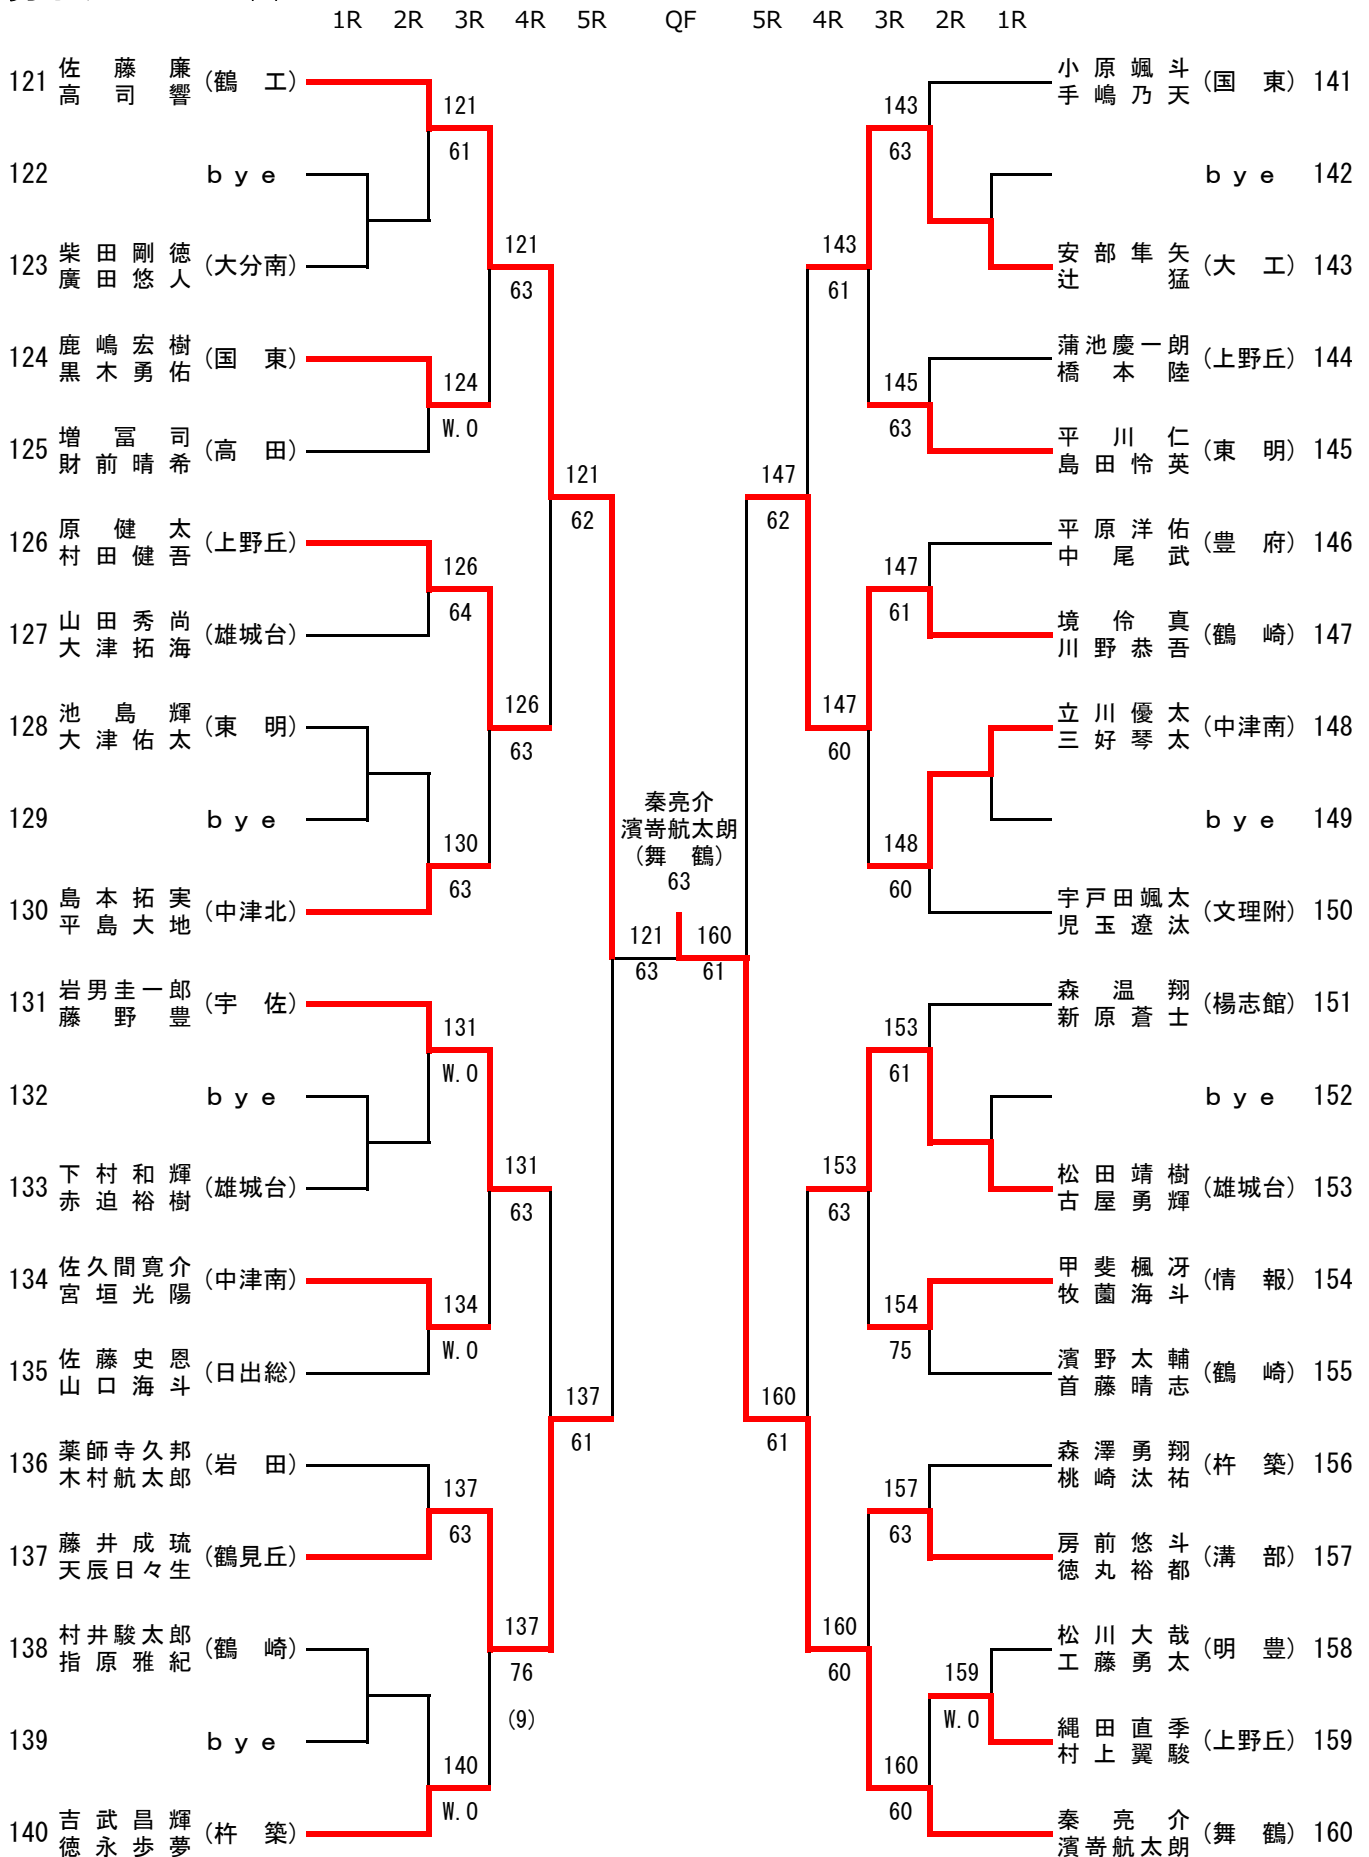 1R 2R 3R 4R 5R QF 5R 4R 3R 2R 1R
121 佐藤廉 高司響 (鶴工)
122 bye
123 柴田剛徳 廣田悠人 (大分南)
124 鹿嶋宏樹 黒木勇佑 (国東)
125 増冨司 財前晴希 (高田)
126 原健太 村田健吾 (上野丘)
127 山田秀尚 大津拓海 (雄城台)
128 池島輝 大津佑太 (東明)
129 bye
130 島本拓実 平島大地 (中津北)
131 岩男圭一郎 藤野豊 (宇佐)
132 bye
133 下村和輝 赤迫裕樹 (雄城台)
134 佐久間寛介 宮垣光陽 (中津南)
135 佐藤史恩 山口海斗 (日出総)
136 薬師寺久邦 木村航太郎 (岩田)
137 藤井成琉 天辰日々生 (鶴見丘)
138 村井駿太郎 指原雅紀 (鶴崎)
139 bye
140 吉武昌輝 徳永歩夢 (杵築)
121
61
124
W.O
126
64
130
63
131
W.O
134
W.O
137
63
140
W.O
121
63
126
63
131
63
137
76
(9)
121
62
137
61
秦亮介
濱嵜航太朗
(舞鶴)
63
121
63
160
61
147
62
160
61
143
61
147
60
153
63
160
60
143
63
145
63
147
61
148
60
153
61
154
75
157
63
160
60
159
W.O
小原颯斗 手嶋乃天 (国東) 141
bye 142
安部隼矢 辻猛 (大工) 143
蒲池慶一朗 橋本陸 (上野丘) 144
平川仁 島田怜英 (東明) 145
平原洋佑 中尾武 (豊府) 146
境伶真 川野恭吾 (鶴崎) 147
立川優太 三好琴太 (中津南) 148
bye 149
宇戸田颯太 児玉遼汰 (文理附) 150
森温翔 新原蒼士 (楊志館) 151
bye 152
松田靖樹 古屋勇輝 (雄城台) 153
甲斐楓冴 牧薗海斗 (情報) 154
濱野太輔 首藤晴志 (鶴崎) 155
森澤勇翔 桃崎汰祐 (杵築) 156
房前悠斗 徳丸裕都 (溝部) 157
松川大哉 工藤勇太 (明豊) 158
縄田直季 村上翼駿 (上野丘) 159
秦亮介 濱嵜航太朗 (舞鶴) 160